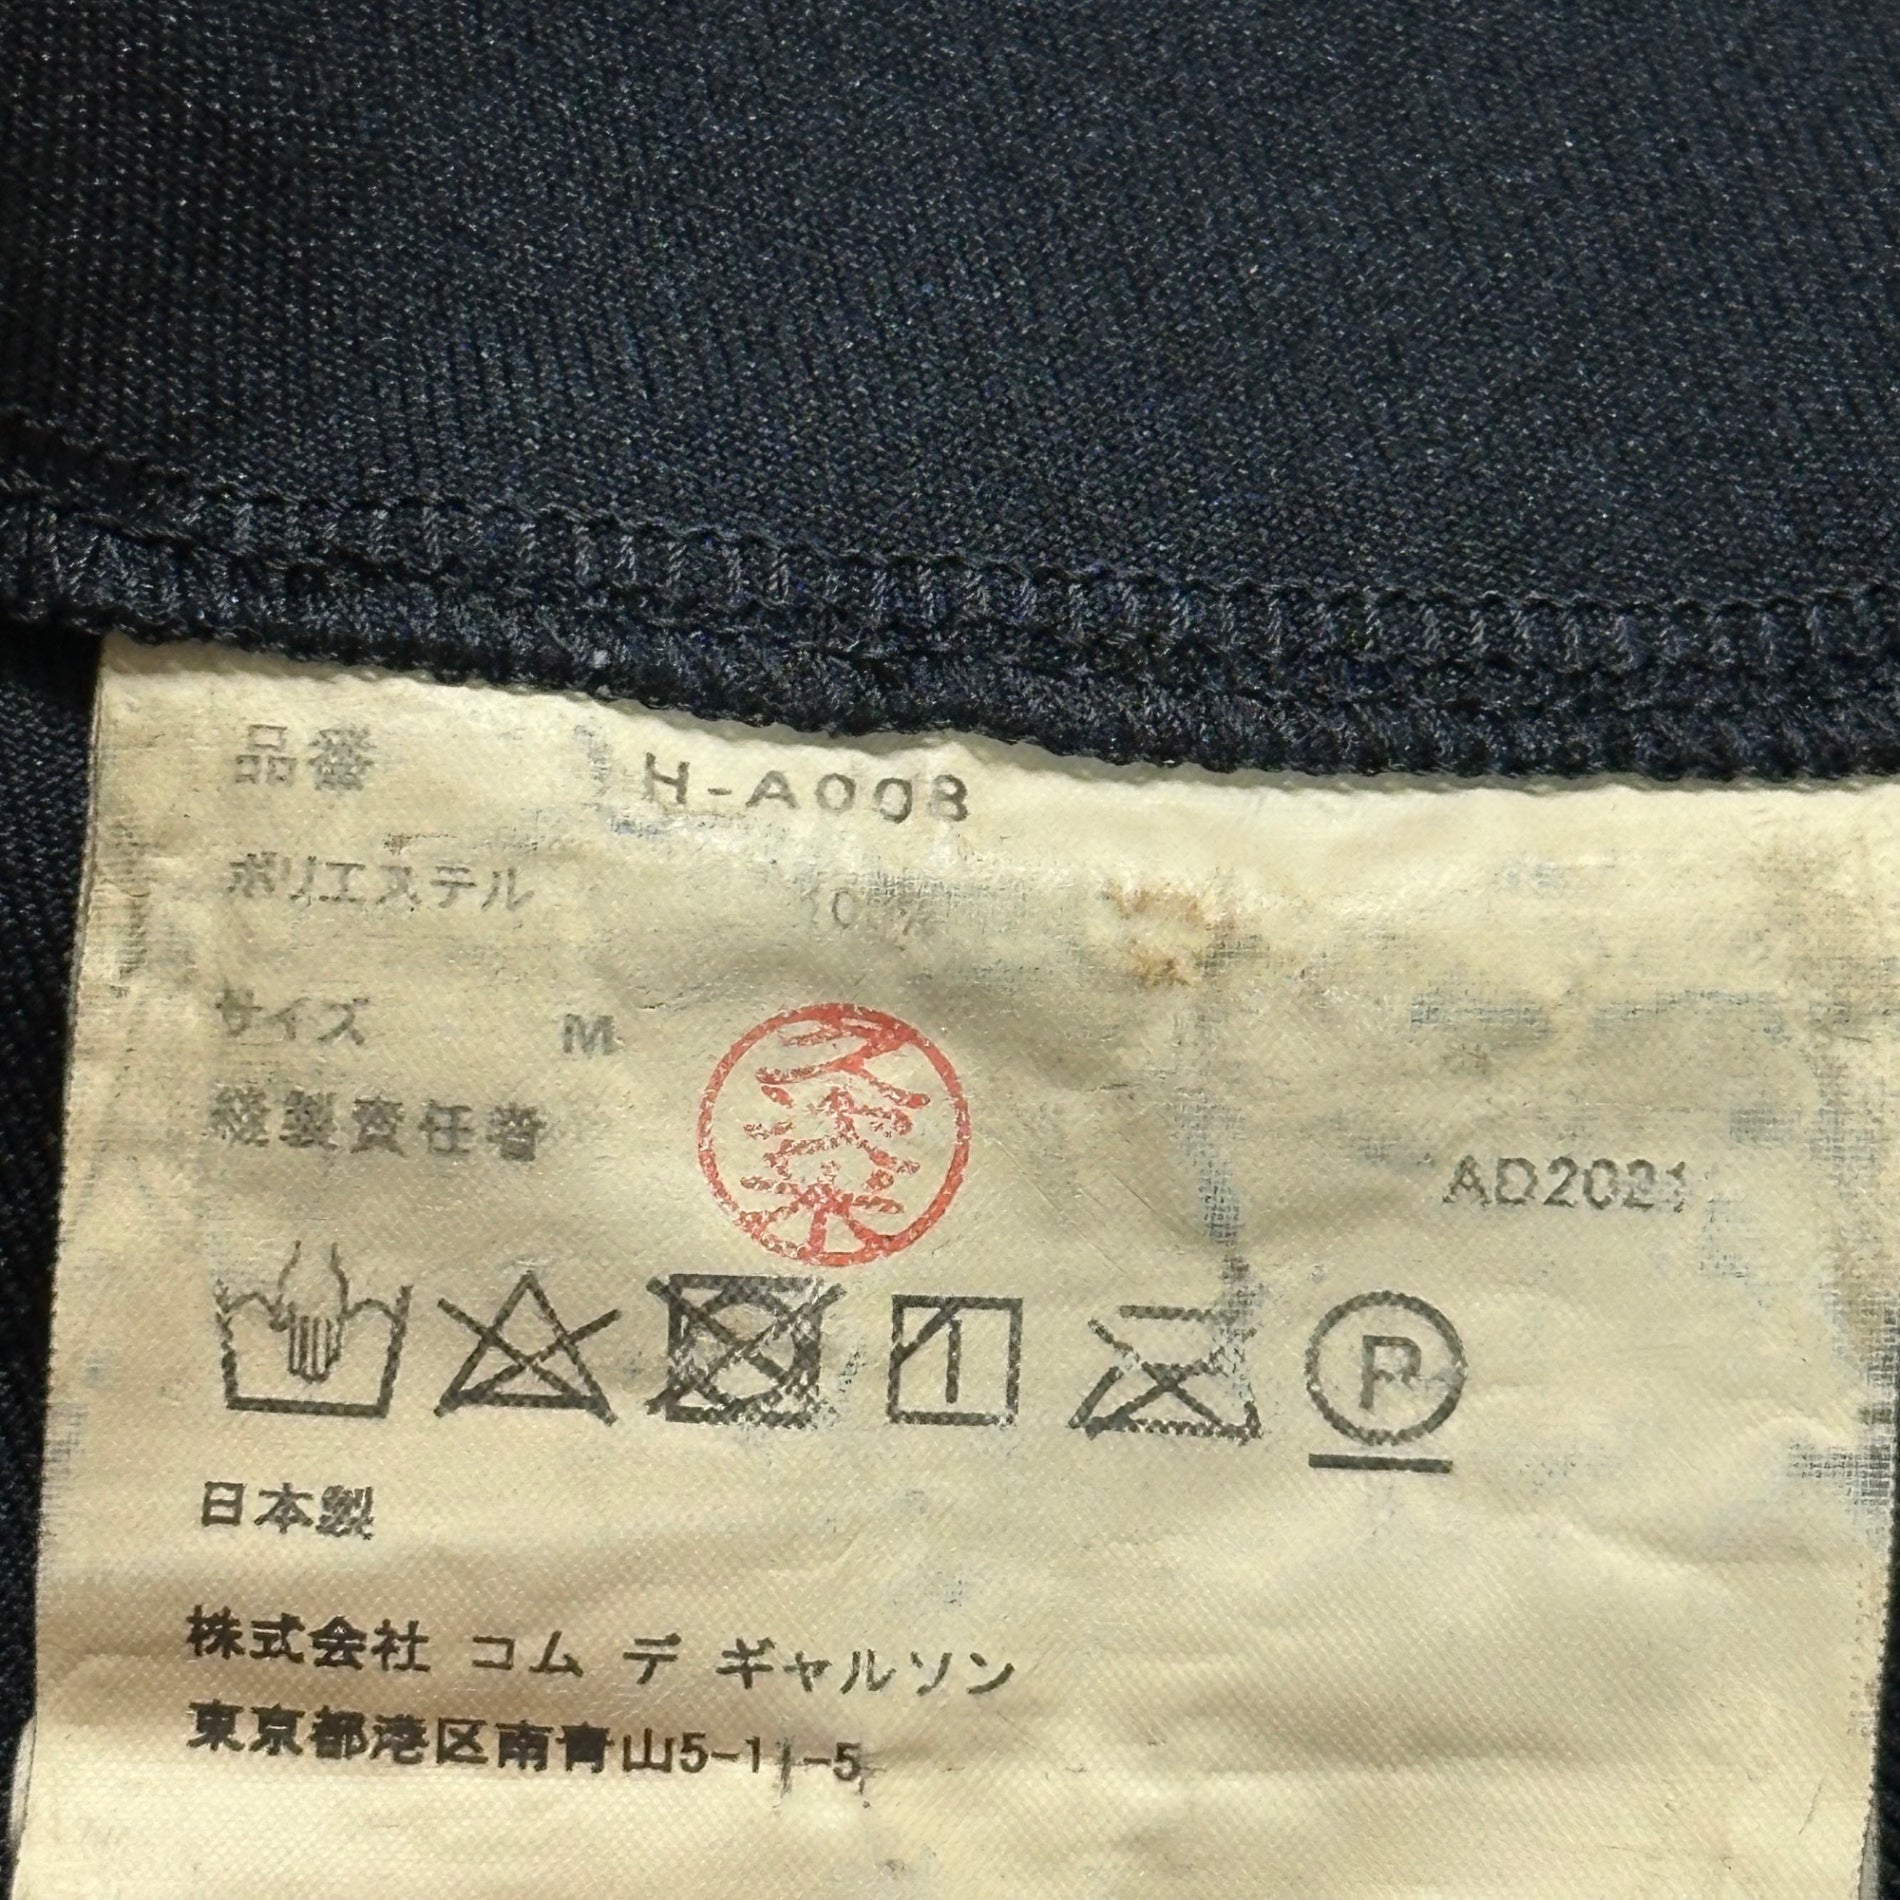 品番 H-A008
ポリエステル 100%
サイズ M
縫製責任者
AD2021
P
日本製
株式会社 コム デ ギャルソン
東京都港区南青山5-11-5